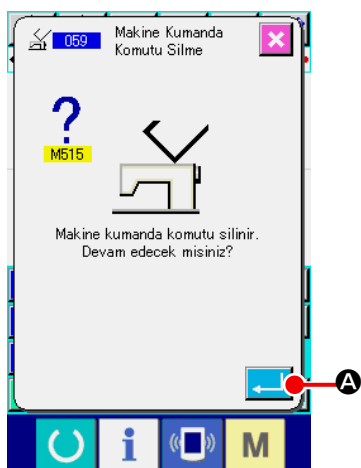 059
Makine Kumanda
Komutu Silme
?
M515
Makine kumanda komutu silinir.
Devam edecek misiniz?
A
i
M